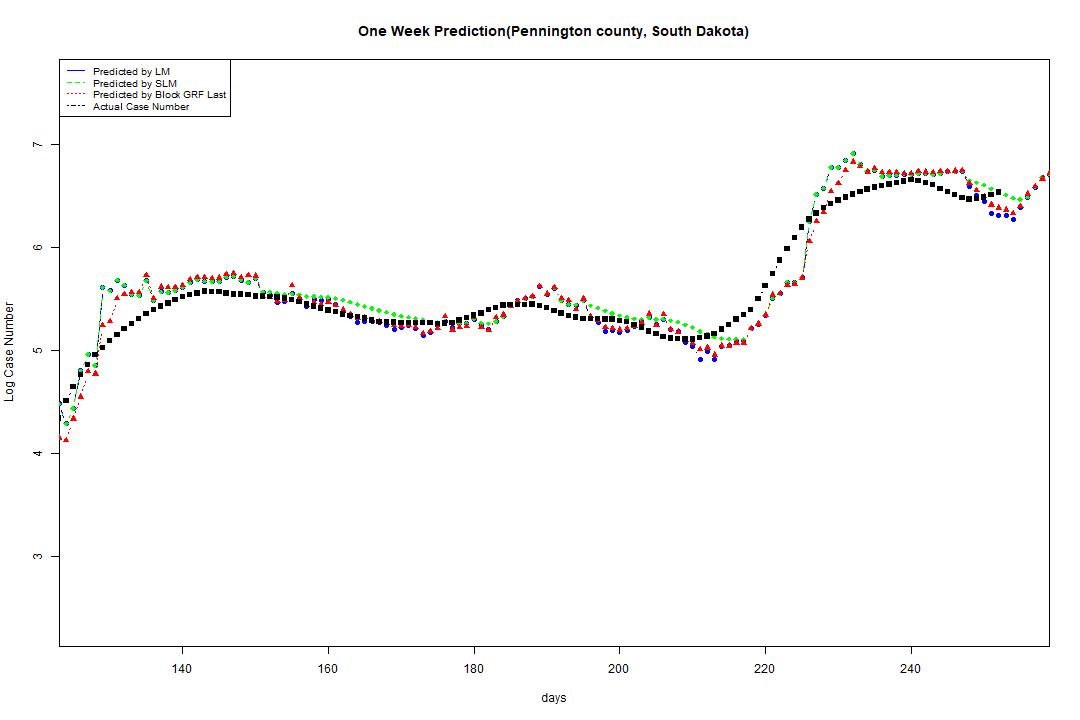 One Week Prediction(Pennington county, South Dakota)
Predicted by LM
Predicted by SLM
Predicted by Block GRF Last
Actual Case Number
7
6
5
4
3
Log Case Number
140 160 180 200 220 240
days